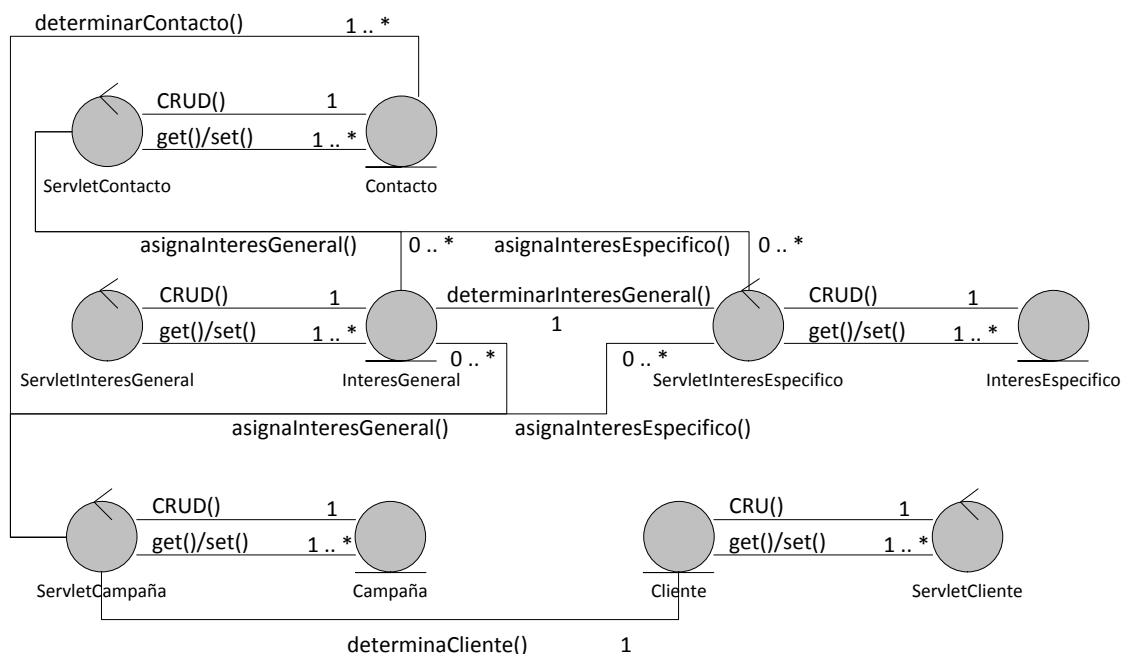 determinarContacto() 1 .. *
CRUD() 1
get()/set() 1 .. *
ServletContacto Contacto
asignaInteresGeneral() 0 .. * asignaInteresEspecifico() 0 .. *
CRUD() 1 determinarInteresGeneral() CRUD() 1
get()/set() 1 .. * 1 get()/set() 1 .. *
0 .. * 0 .. *
ServletInteresGeneral InteresGeneral ServletInteresEspecifico InteresEspecifico
asignaInteresGeneral() asignaInteresEspecifico()
CRUD() 1 CRU() 1
get()/set() 1 .. * get()/set() 1 .. *
ServletCampaña Campaña Cliente ServletCliente
determinaCliente() 1